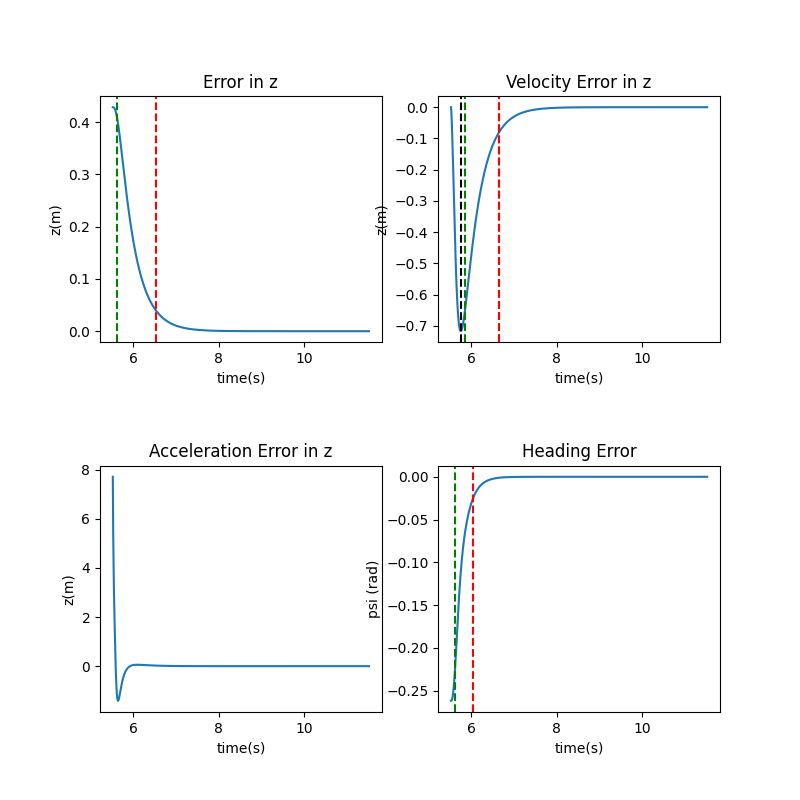 Error in z
z(m)
0.4
0.3
0.2
0.1
0.0
6 8 10
time(s)
Velocity Error in z
z(m)
0.0
−0.1
−0.2
−0.3
−0.4
−0.5
−0.6
−0.7
6 8 10
time(s)
Acceleration Error in z
z(m)
8
6
4
2
0
6 8 10
time(s)
Heading Error
psi (rad)
0.00
−0.05
−0.10
−0.15
−0.20
−0.25
6 8 10
time(s)